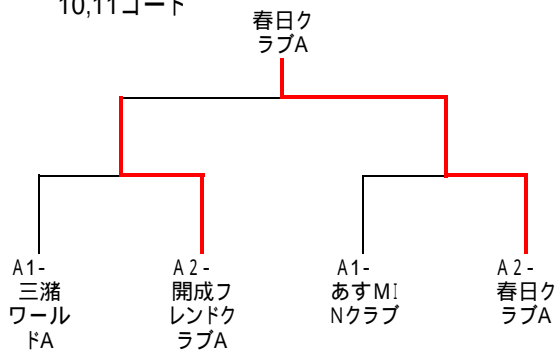 10,11コート
春日ク
ラブA
A1-
三潴
ワール
ドA
A2-
開成フ
レンドク
ラブA
A1-
あすMI
Nクラブ
A2-
春日ク
ラブA